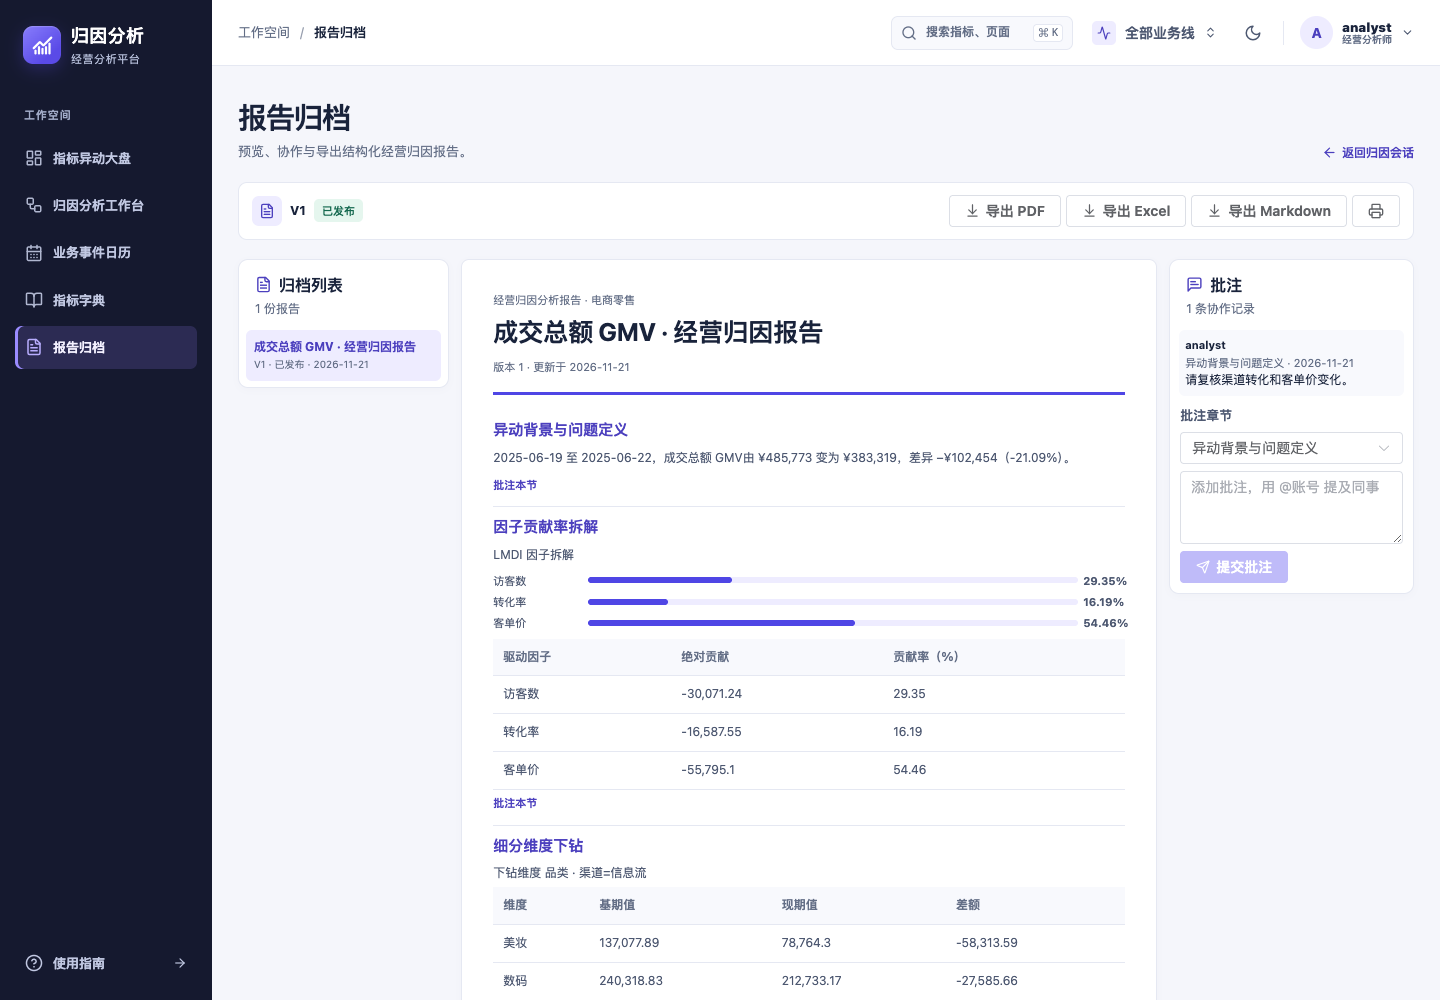 归因分析
经营分析平台
工作空间
指标异动大盘
归因分析工作台
业务事件日历
指标字典
报告归档
使用指南
工作空间 / 报告归档
搜索指标、页面 ⌘ K
全部业务线
A
analyst
经营分析师
报告归档
预览、协作与导出结构化经营归因报告。
返回归因会话
V1 已发布
导出 PDF
导出 Excel
导出 Markdown
归档列表
1 份报告
成交总额 GMV · 经营归因报告
V1 · 已发布 · 2026-11-21
经营归因分析报告 · 电商零售
成交总额 GMV · 经营归因报告
版本 1 · 更新于 2026-11-21
异动背景与问题定义
2025-06-19 至 2025-06-22，成交总额 GMV由 ¥485,773 变为 ¥383,319，差异 −¥102,454（-21.09%）。
批注本节
因子贡献率拆解
LMDI 因子拆解
访客数 29.35%
转化率 16.19%
客单价 54.46%
驱动因子 绝对贡献 贡献率（%）
访客数 -30,071.24 29.35
转化率 -16,587.55 16.19
客单价 -55,795.1 54.46
批注本节
细分维度下钻
下钻维度 品类 · 渠道=信息流
维度 基期值 现期值 差额
美妆 137,077.89 78,764.3 -58,313.59
数码 240,318.83 212,733.17 -27,585.66
批注
1 条协作记录
analyst
异动背景与问题定义 · 2026-11-21
请复核渠道转化和客单价变化。
批注章节
异动背景与问题定义
添加批注，用 @账号 提及同事
提交批注